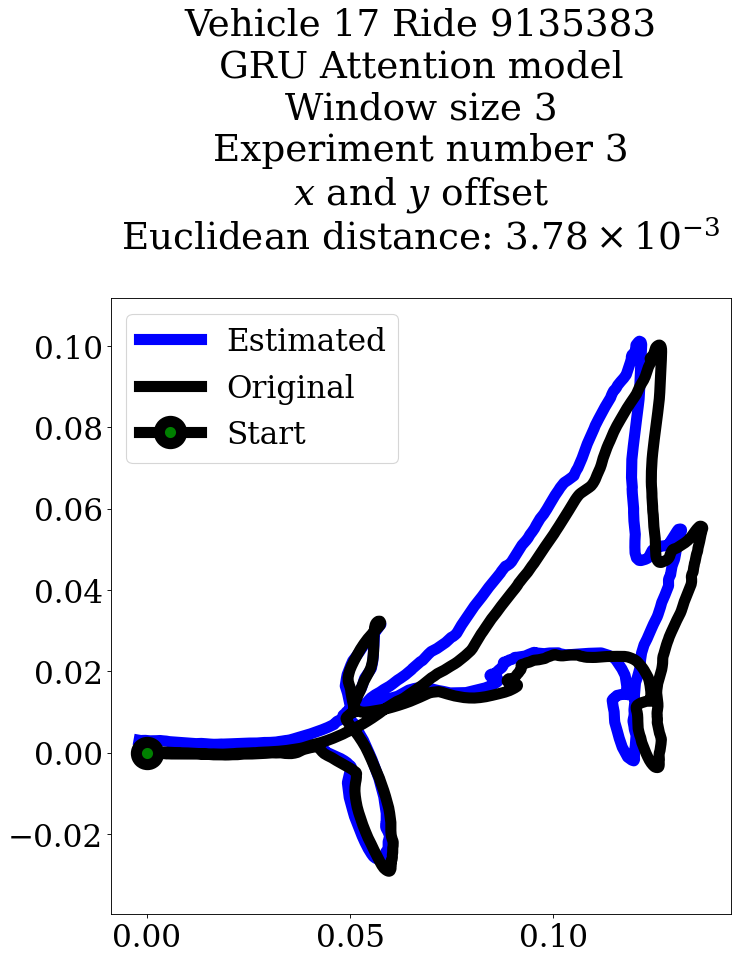 Vehicle 17 Ride 9135383
GRU Attention model
Window size 3
Experiment number 3
x and y offset
Euclidean distance: 3.78 × 10⁻³
Estimated
Original
Start
0.10
0.08
0.06
0.04
0.02
0.00
−0.02
0.00 0.05 0.10